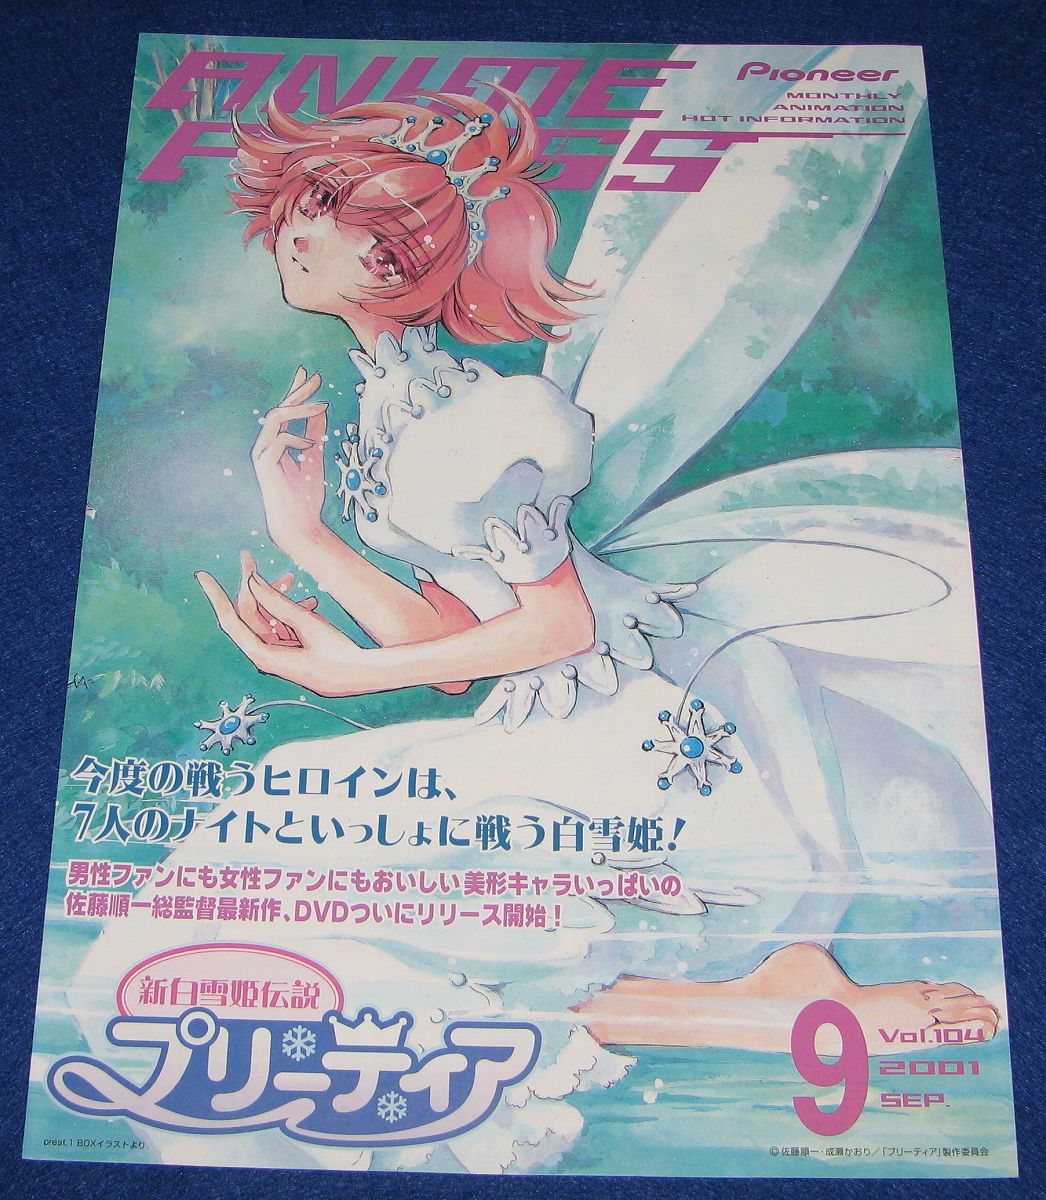 ANIME
Pioneer
MONTHLY
ANIMATION
HOT INFORMATION
今度の戦うヒロインは、
7人のナイトといっしょに戦う白雪姫!
男性ファンにも女性ファンにもおいしい美形キャラいっぱいの
佐藤順一総監督最新作、DVDついにリリース開始!
新白雪姫伝説
プリーティア
9
Vol.104
2001
SEP.
preat.1 BOXイラストより
©佐藤順一・成瀬かおり/「プリーティア」製作委員会